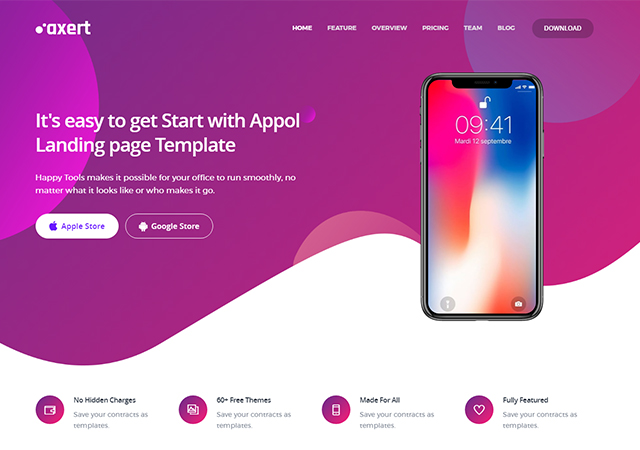 axert
HOME FEATURE OVERVIEW PRICING TEAM BLOG DOWNLOAD
It's easy to get Start with Appol
Landing page Template
Happy Tools makes it possible for your office to run smoothly, no
matter what it looks like or who makes it go.
Apple Store Google Store
09:41
Mardi 12 septembre
No Hidden Charges
Save your contracts as
templates.
60+ Free Themes
Save your contracts as
templates.
Made For All
Save your contracts as
templates.
Fully Featured
Save your contracts as
templates.